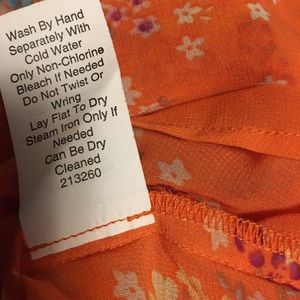 Wash By Hand
Separately With
Cold Water
Only Non-Chlorine
Bleach If Needed
Do Not Twist Or
Wring
Lay Flat To Dry
Steam Iron Only If
Needed
Can Be Dry
Cleaned
213260